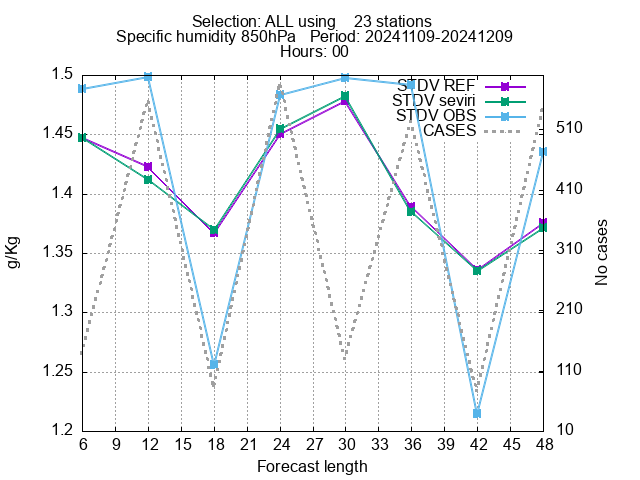 Selection: ALL using    23 stations
Specific humidity 850hPa   Period: 20241109-20241209
Hours: 00
STDV REF
STDV seviri
STDV OBS
CASES
1.5
1.45
1.4
1.35
1.3
1.25
1.2
g/Kg
510
410
310
210
110
10
No cases
6 9 12 15 18 21 24 27 30 33 36 39 42 45 48
Forecast length